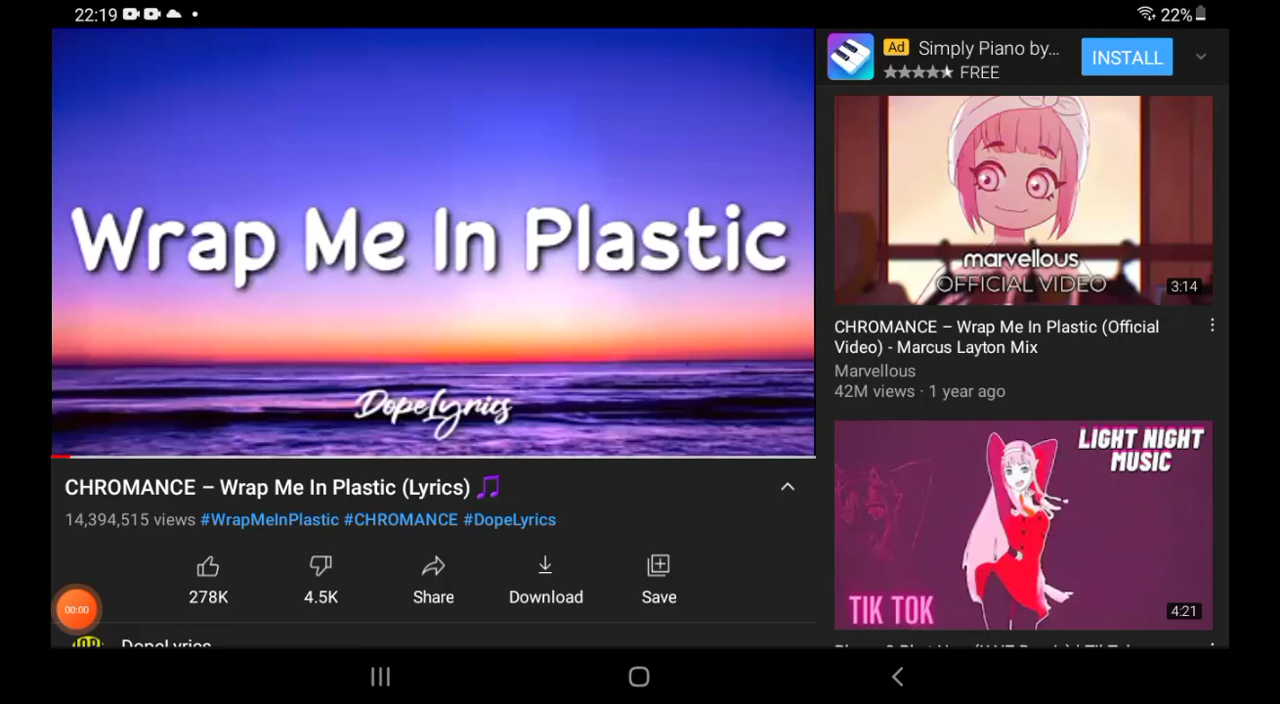 22:19
22%
Wrap Me In Plastic
DopeLyrics
CHROMANCE – Wrap Me In Plastic (Lyrics) 🎵
14,394,515 views #WrapMeInPlastic #CHROMANCE #DopeLyrics
278K
4.5K
Share
Download
Save
00:00
DopeLyrics
Ad Simply Piano by...
FREE
INSTALL
marvellous
OFFICIAL VIDEO
3:14
CHROMANCE – Wrap Me In Plastic (Official
Video) - Marcus Layton Mix
Marvellous
42M views · 1 year ago
LIGHT NIGHT
MUSIC
TIK TOK
4:21